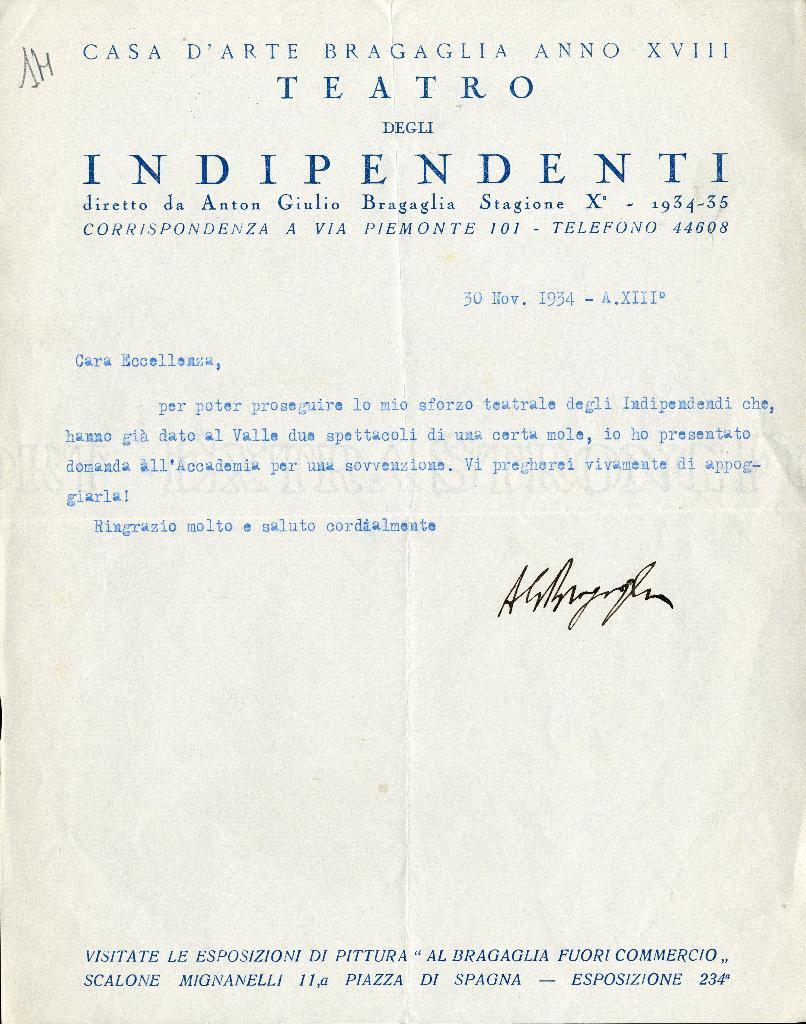 CASA D'ARTE BRAGAGLIA ANNO XVIII
TEATRO
DEGLI
INDIPENDENTI
diretto da Anton Giulio Bragaglia Stagione X° - 1934-35
CORRISPONDENZA A VIA PIEMONTE 101 - TELEFONO 44608
30 Nov. 1934 - A.XIII°
Cara Eccellenza,
per poter proseguire lo mio sforzo teatrale degli Indipendendi che,
hanno già dato al Valle due spettacoli di una certa mole, io ho presentato
domanda all'Accademia per una sovvenzione. Vi pregherei vivamente di appog-
giarla!
Ringrazio molto e saluto cordialmente
AGBragaglia
VISITATE LE ESPOSIZIONI DI PITTURA “ AL BRAGAGLIA FUORI COMMERCIO „
SCALONE MIGNANELLI 11,a PIAZZA DI SPAGNA — ESPOSIZIONE 234ª